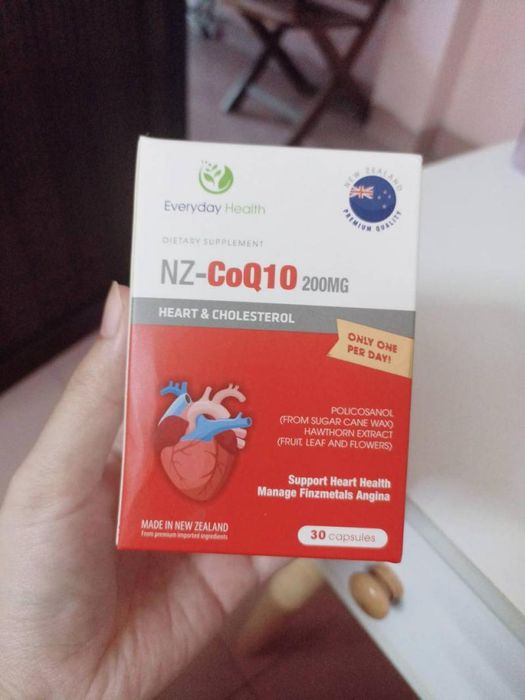 Everyday Health
NEW ZEALAND
PREMIUM QUALITY
DIETARY SUPPLEMENT
NZ-CoQ10 200MG
HEART & CHOLESTEROL
ONLY ONE
PER DAY!
POLICOSANOL
(FROM SUGAR CANE WAX)
HAWTHORN EXTRACT
(FRUIT, LEAF AND FLOWERS)
Support Heart Health
Manage Finzmetals Angina
MADE IN NEW ZEALAND
From premium imported ingredients
30 capsules